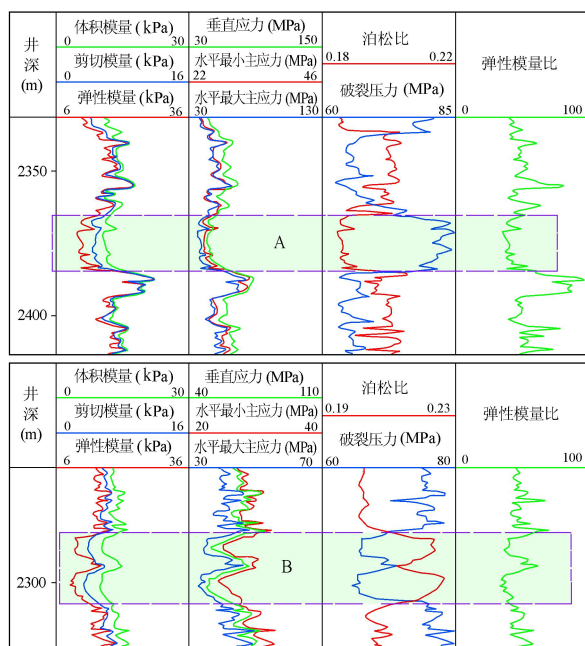 井深(m)
体积模量 (kPa)
0 30
剪切模量 (kPa)
0 16
弹性模量 (kPa)
6 36
垂直应力 (MPa)
30 150
水平最小主应力 (MPa)
22 46
水平最大主应力 (MPa)
30 130
泊松比
0.18 0.22
破裂压力 (MPa)
60 85
弹性模量比
0 100
2350
A
2400
井深(m)
体积模量 (kPa)
0 30
剪切模量 (kPa)
0 16
弹性模量 (kPa)
6 36
垂直应力 (MPa)
40 110
水平最小主应力 (MPa)
20 40
水平最大主应力 (MPa)
30 70
泊松比
0.19 0.23
破裂压力 (MPa)
60 80
弹性模量比
0 100
B
2300